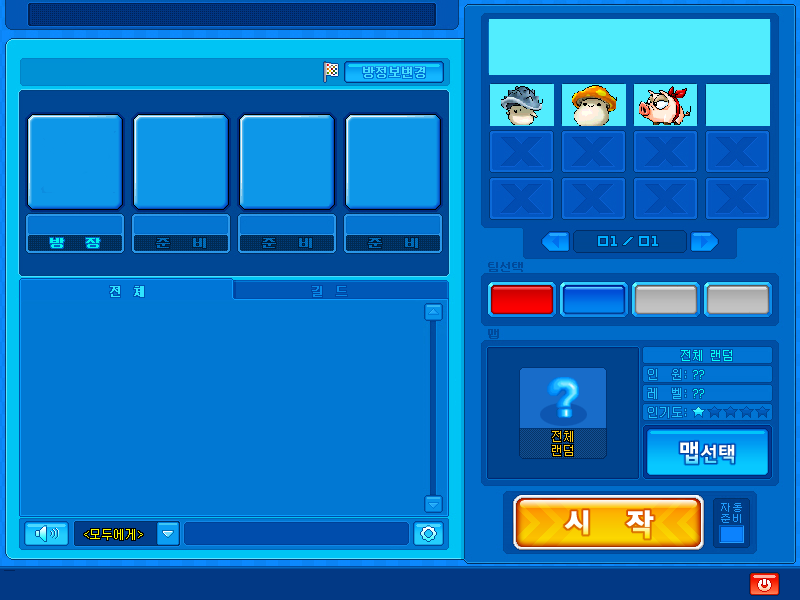 방정보변경
방 장
준 비
준 비
준 비
전 체
길 드
<모두에게>
01 / 01
팀선택
맵
전체
랜덤
전체 랜덤
인 원: ??
레 벨: ??
인기도:
맵선택
시 작
자동
준비